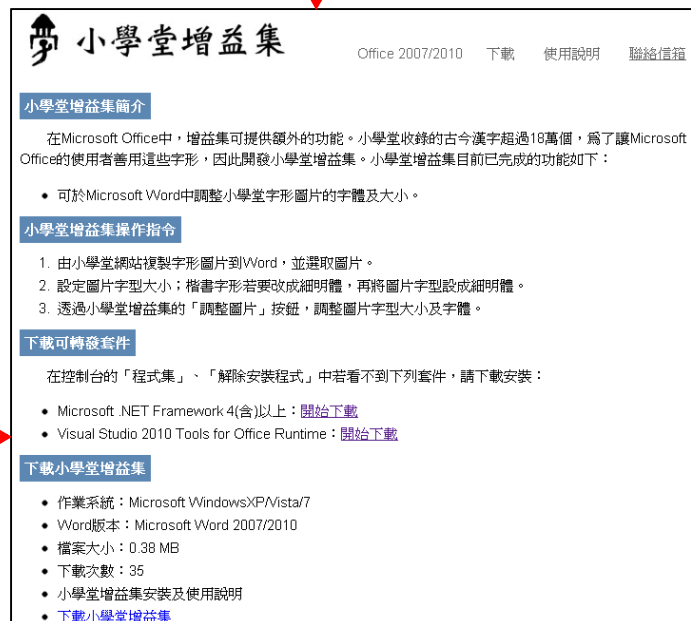 小學堂增益集
Office 2007/2010 下載 使用說明 聯絡信箱
小學堂增益集簡介
在Microsoft Office中，增益集可提供額外的功能。小學堂收錄的古今漢字超過18萬個，為了讓Microsoft
Office的使用者善用這些字形，因此開發小學堂增益集。小學堂增益集目前已完成的功能如下：
• 可於Microsoft Word中調整小學堂字形圖片的字體及大小。
小學堂增益集操作指令
1. 由小學堂網站複製字形圖片到Word，並選取圖片。
2. 設定圖片字型大小；楷書字形若要改成細明體，再將圖片字型設成細明體。
3. 透過小學堂增益集的「調整圖片」按鈕，調整圖片字型大小及字體。
下載可轉發套件
在控制台的「程式集」、「解除安裝程式」中若看不到下列套件，請下載安裝：
• Microsoft .NET Framework 4(含)以上：開始下載
• Visual Studio 2010 Tools for Office Runtime：開始下載
下載小學堂增益集
• 作業系統：Microsoft WindowsXP/Vista/7
• Word版本：Microsoft Word 2007/2010
• 檔案大小：0.38 MB
• 下載次數：35
• 小學堂增益集安裝及使用說明
• 下載小學堂增益集